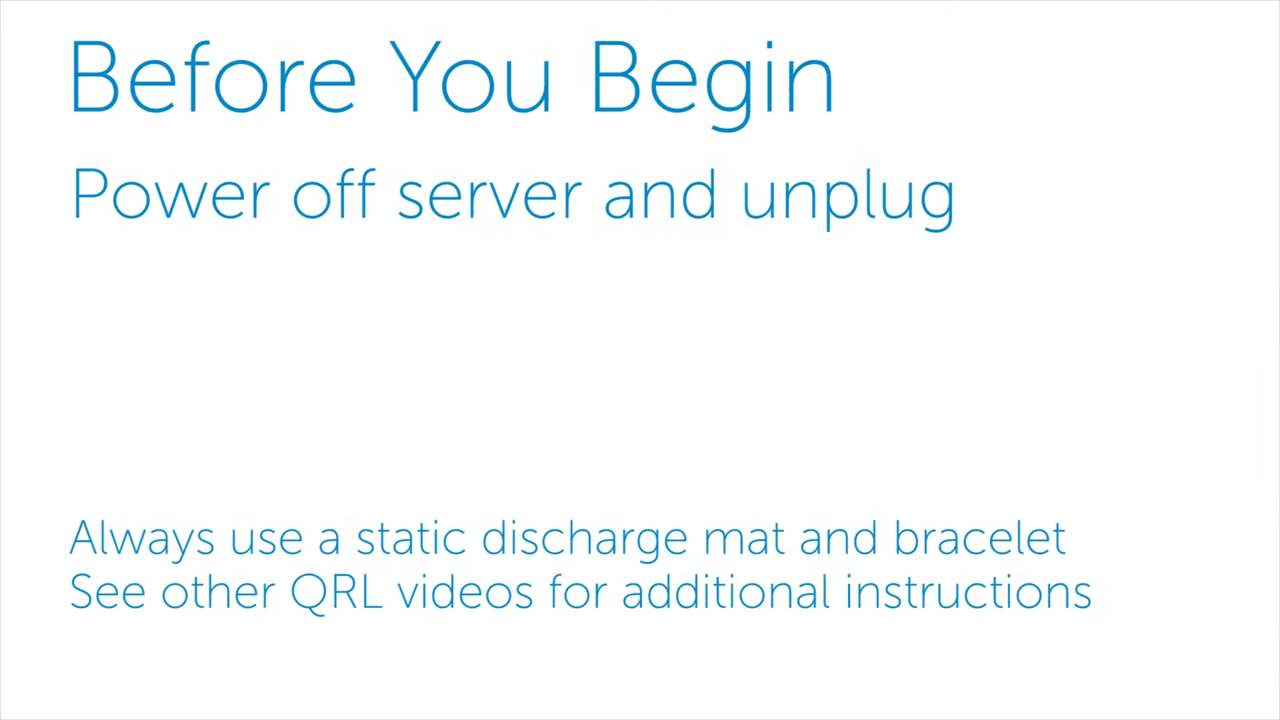 Before You Begin
Power off server and unplug
Always use a static discharge mat and bracelet
See other QRL videos for additional instructions